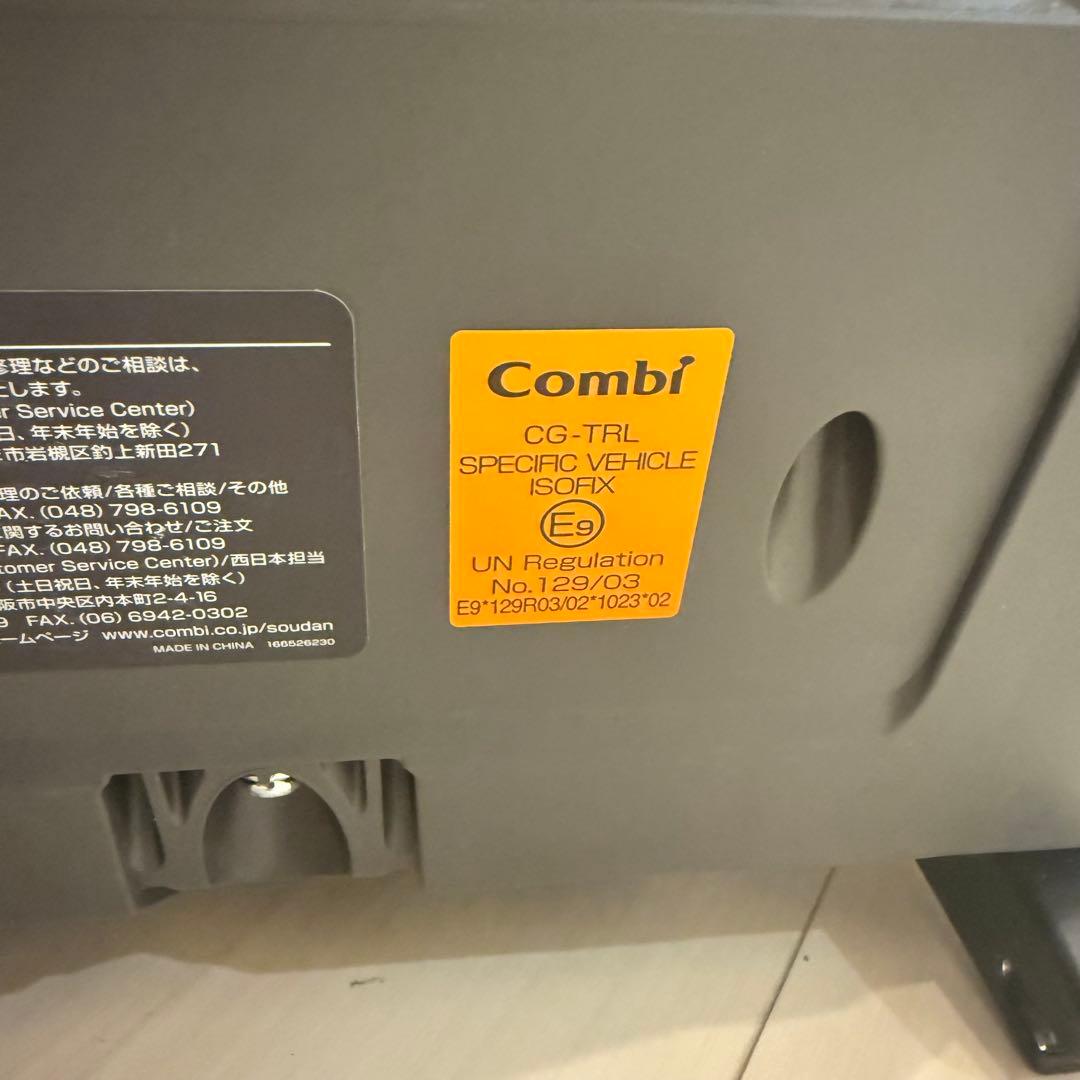 理などのご相談は、
します。
r Service Center)
日、年末年始を除く)
市岩槻区釣上新田271
理のご依頼/各種ご相談/その他
AX. (048) 798-6109
関するお問い合わせ/ご注文
FAX. (048) 798-6109
tomer Service Center)/西日本担当
(土日祝日、年末年始を除く)
阪市中央区内本町2-4-16
9 FAX. (06) 6942-0302
ームページ www.combi.co.jp/soudan
MADE IN CHINA 166526230
Combi
CG-TRL
SPECIFIC VEHICLE
ISOFIX
E9
UN Regulation
No.129/03
E9*129R03/02*1023*02